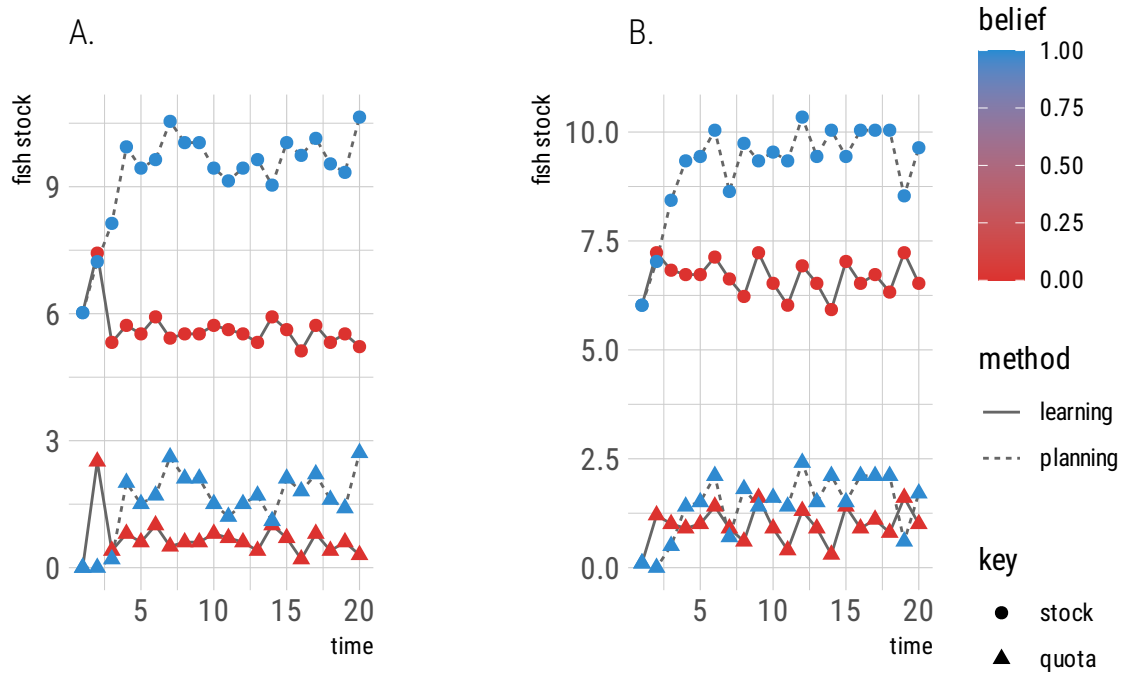 A.
fish stock
9
6
3
0
5 10 15 20
time
B.
fish stock
10.0
7.5
5.0
2.5
0.0
5 10 15 20
time
belief
1.00
0.75
0.50
0.25
0.00
method
learning
planning
key
stock
quota